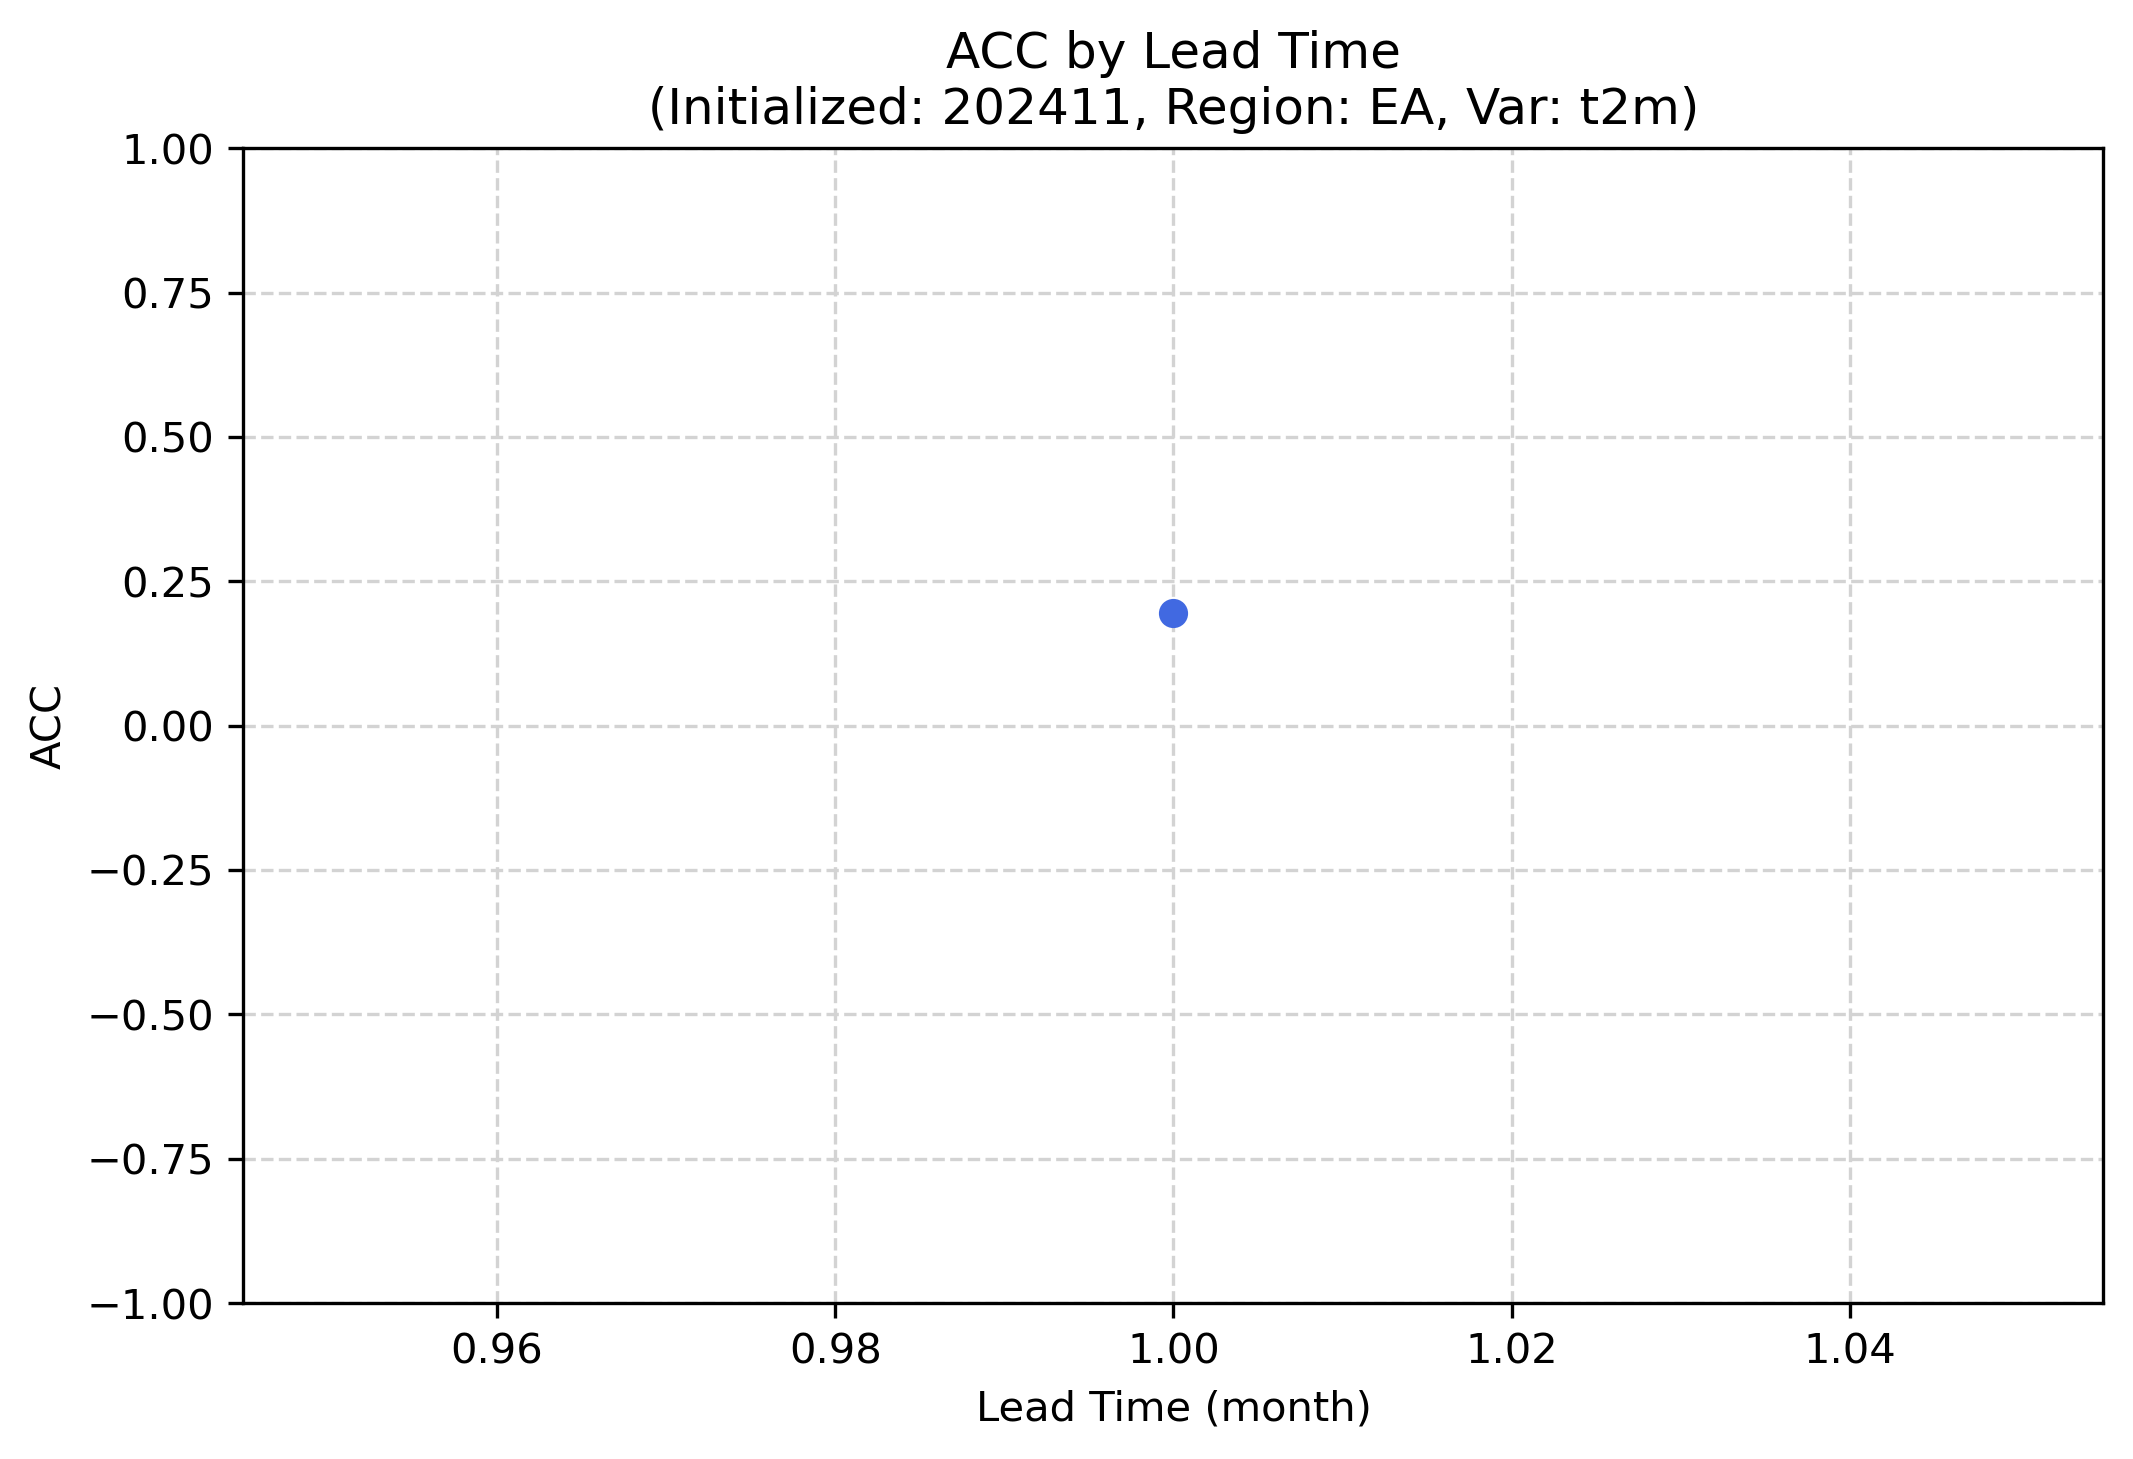 ACC by Lead Time
(Initialized: 202411, Region: EA, Var: t2m)
1.00
0.75
0.50
0.25
0.00
−0.25
−0.50
−0.75
−1.00
ACC
0.96 0.98 1.00 1.02 1.04
Lead Time (month)